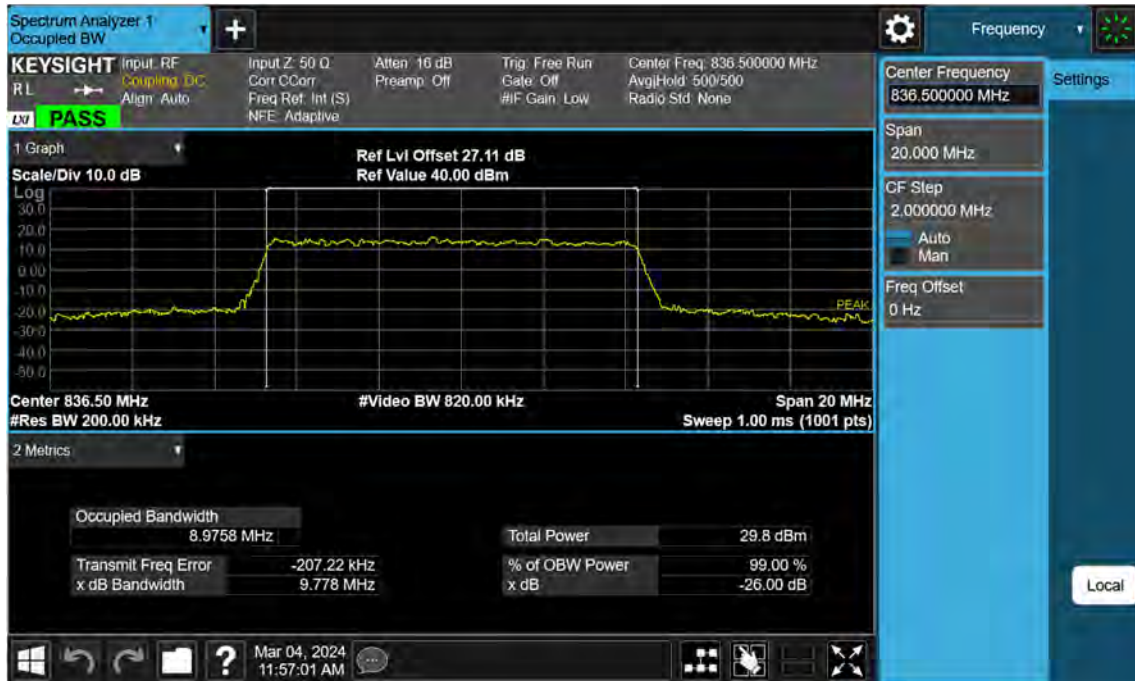 Spectrum Analyzer 1
Occupied BW
+
Frequency
KEYSIGHT
Input: RF
Coupling: DC
Align: Auto
Input Z: 50 Ω
Corr CCorr
Freq Ref: Int (S)
NFE: Adaptive
Atten: 16 dB
Preamp: Off
Trig: Free Run
Gate: Off
#IF Gain: Low
Center Freq: 836.500000 MHz
Avg|Hold: 500/500
Radio Std: None
RL
LXI
PASS
Center Frequency
836.500000 MHz
Settings
Span
20.000 MHz
CF Step
2.000000 MHz
Auto
Man
Freq Offset
0 Hz
Local
1 Graph
Scale/Div 10.0 dB
Ref Lvl Offset 27.11 dB
Ref Value 40.00 dBm
Log
30.0
20.0
10.0
0.00
-10.0
-20.0
-30.0
-40.0
-50.0
PEAK
Center 836.50 MHz
#Video BW 820.00 kHz
Span 20 MHz
#Res BW 200.00 kHz
Sweep 1.00 ms (1001 pts)
2 Metrics
Occupied Bandwidth
8.9758 MHz
Total Power
29.8 dBm
Transmit Freq Error
-207.22 kHz
% of OBW Power
99.00 %
x dB Bandwidth
9.778 MHz
x dB
-26.00 dB
?
Mar 04, 2024
11:57:01 AM